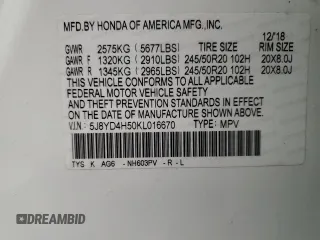 MFD.BY HONDA OF AMERICA MFG.,INC.
12/18
GVWR 2575KG (5677LBS) TIRE SIZE RIM SIZE
GAWR F 1320KG (2910LBS) 245/50R20 102H 20X8.0J
GAWR R 1345KG (2965LBS) 245/50R20 102H 20X8.0J
THIS VEHICLE CONFORMS TO ALL APPLICABLE
FEDERAL MOTOR VEHICLE SAFETY AND
THEFT PREVENTION STANDARDS IN EFFECT
ON THE DATE OF MANUFACTURE SHOWN ABOVE.
V.I.N: 5J8YD4H50KL016670 TYPE: MPV
TYS K AG6 -NH603PV -R-L
DREAMBID